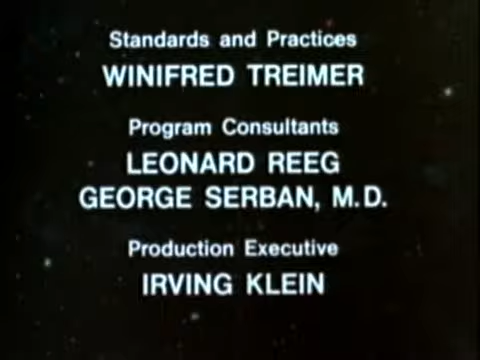 Standards and Practices
WINIFRED TREIMER
Program Consultants
LEONARD REEG
GEORGE SERBAN, M.D.
Production Executive
IRVING KLEIN